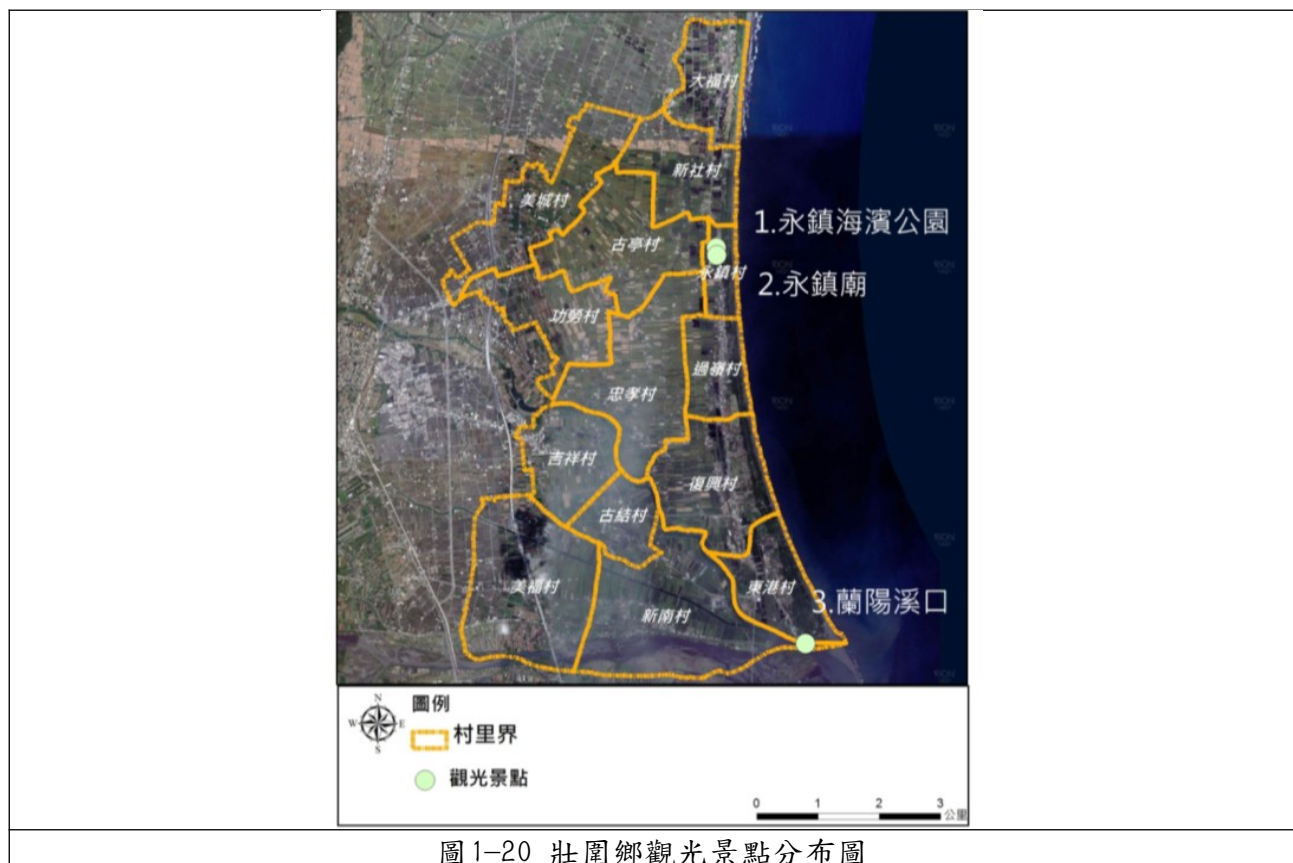 大福村
新社村
美城村
1.永鎮海濱公園
古亭村
永鎮村
2.永鎮廟
功勞村
過嶺村
忠孝村
吉祥村
復興村
古結村
美福村
東港村
3.蘭陽溪口
新南村
圖例
N
W E
S
村里界
觀光景點
0 1 2 3
公里
圖1-20 壯圍鄉觀光景點分布圖